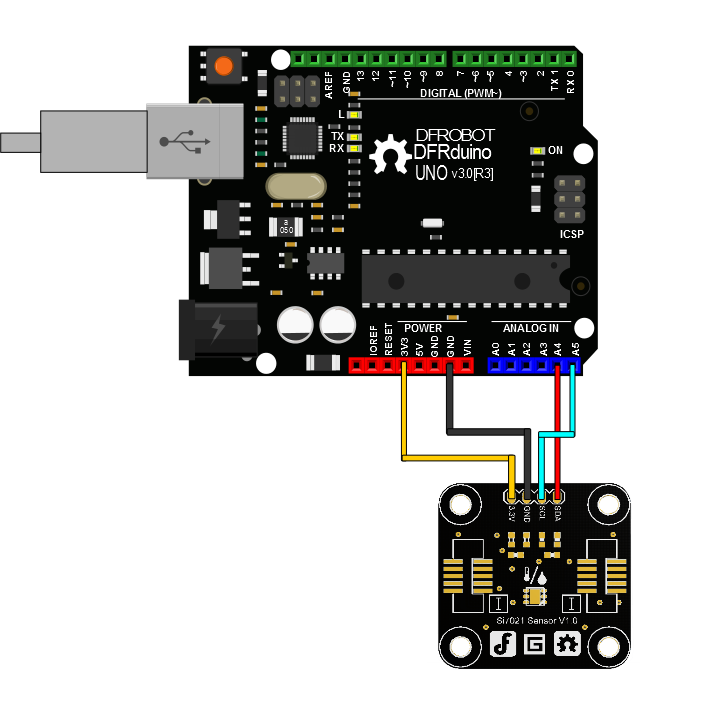 AREF
GND
13
12
~11
~10
~9
8
7
~6
~5
4
~3
2
TX 1
RX 0
DIGITAL (PWM~)
L
TX
RX
DFROBOT
DFRduino
UNO v3.0[R3]
ON
ICSP
a
050
POWER
ANALOG IN
IOREF
RESET
3V3
5V
GND
GND
VIN
A0
A1
A2
A3
A4
A5
3.3V
GND
SCL
SDA
I
I
Si7021 Sensor V1.0